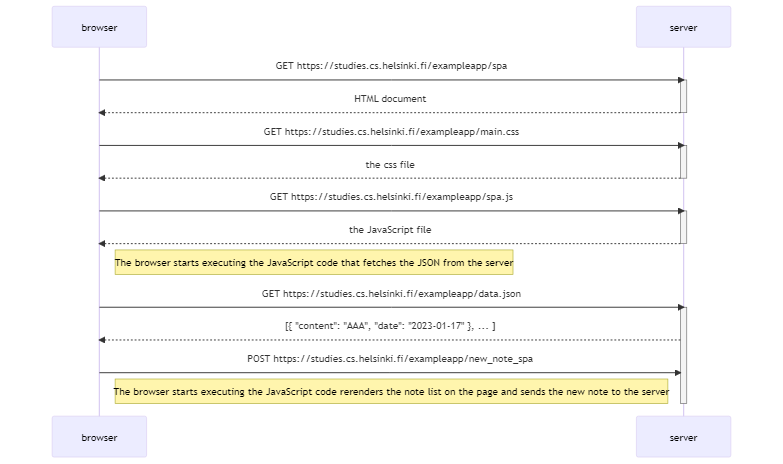 browser
server
GET https://studies.cs.helsinki.fi/exampleapp/spa
HTML document
GET https://studies.cs.helsinki.fi/exampleapp/main.css
the css file
GET https://studies.cs.helsinki.fi/exampleapp/spa.js
the JavaScript file
The browser starts executing the JavaScript code that fetches the JSON from the server
GET https://studies.cs.helsinki.fi/exampleapp/data.json
[{ "content": "AAA", "date": "2023-01-17" }, ... ]
POST https://studies.cs.helsinki.fi/exampleapp/new_note_spa
The browser starts executing the JavaScript code rerenders the note list on the page and sends the new note to the server
browser
server